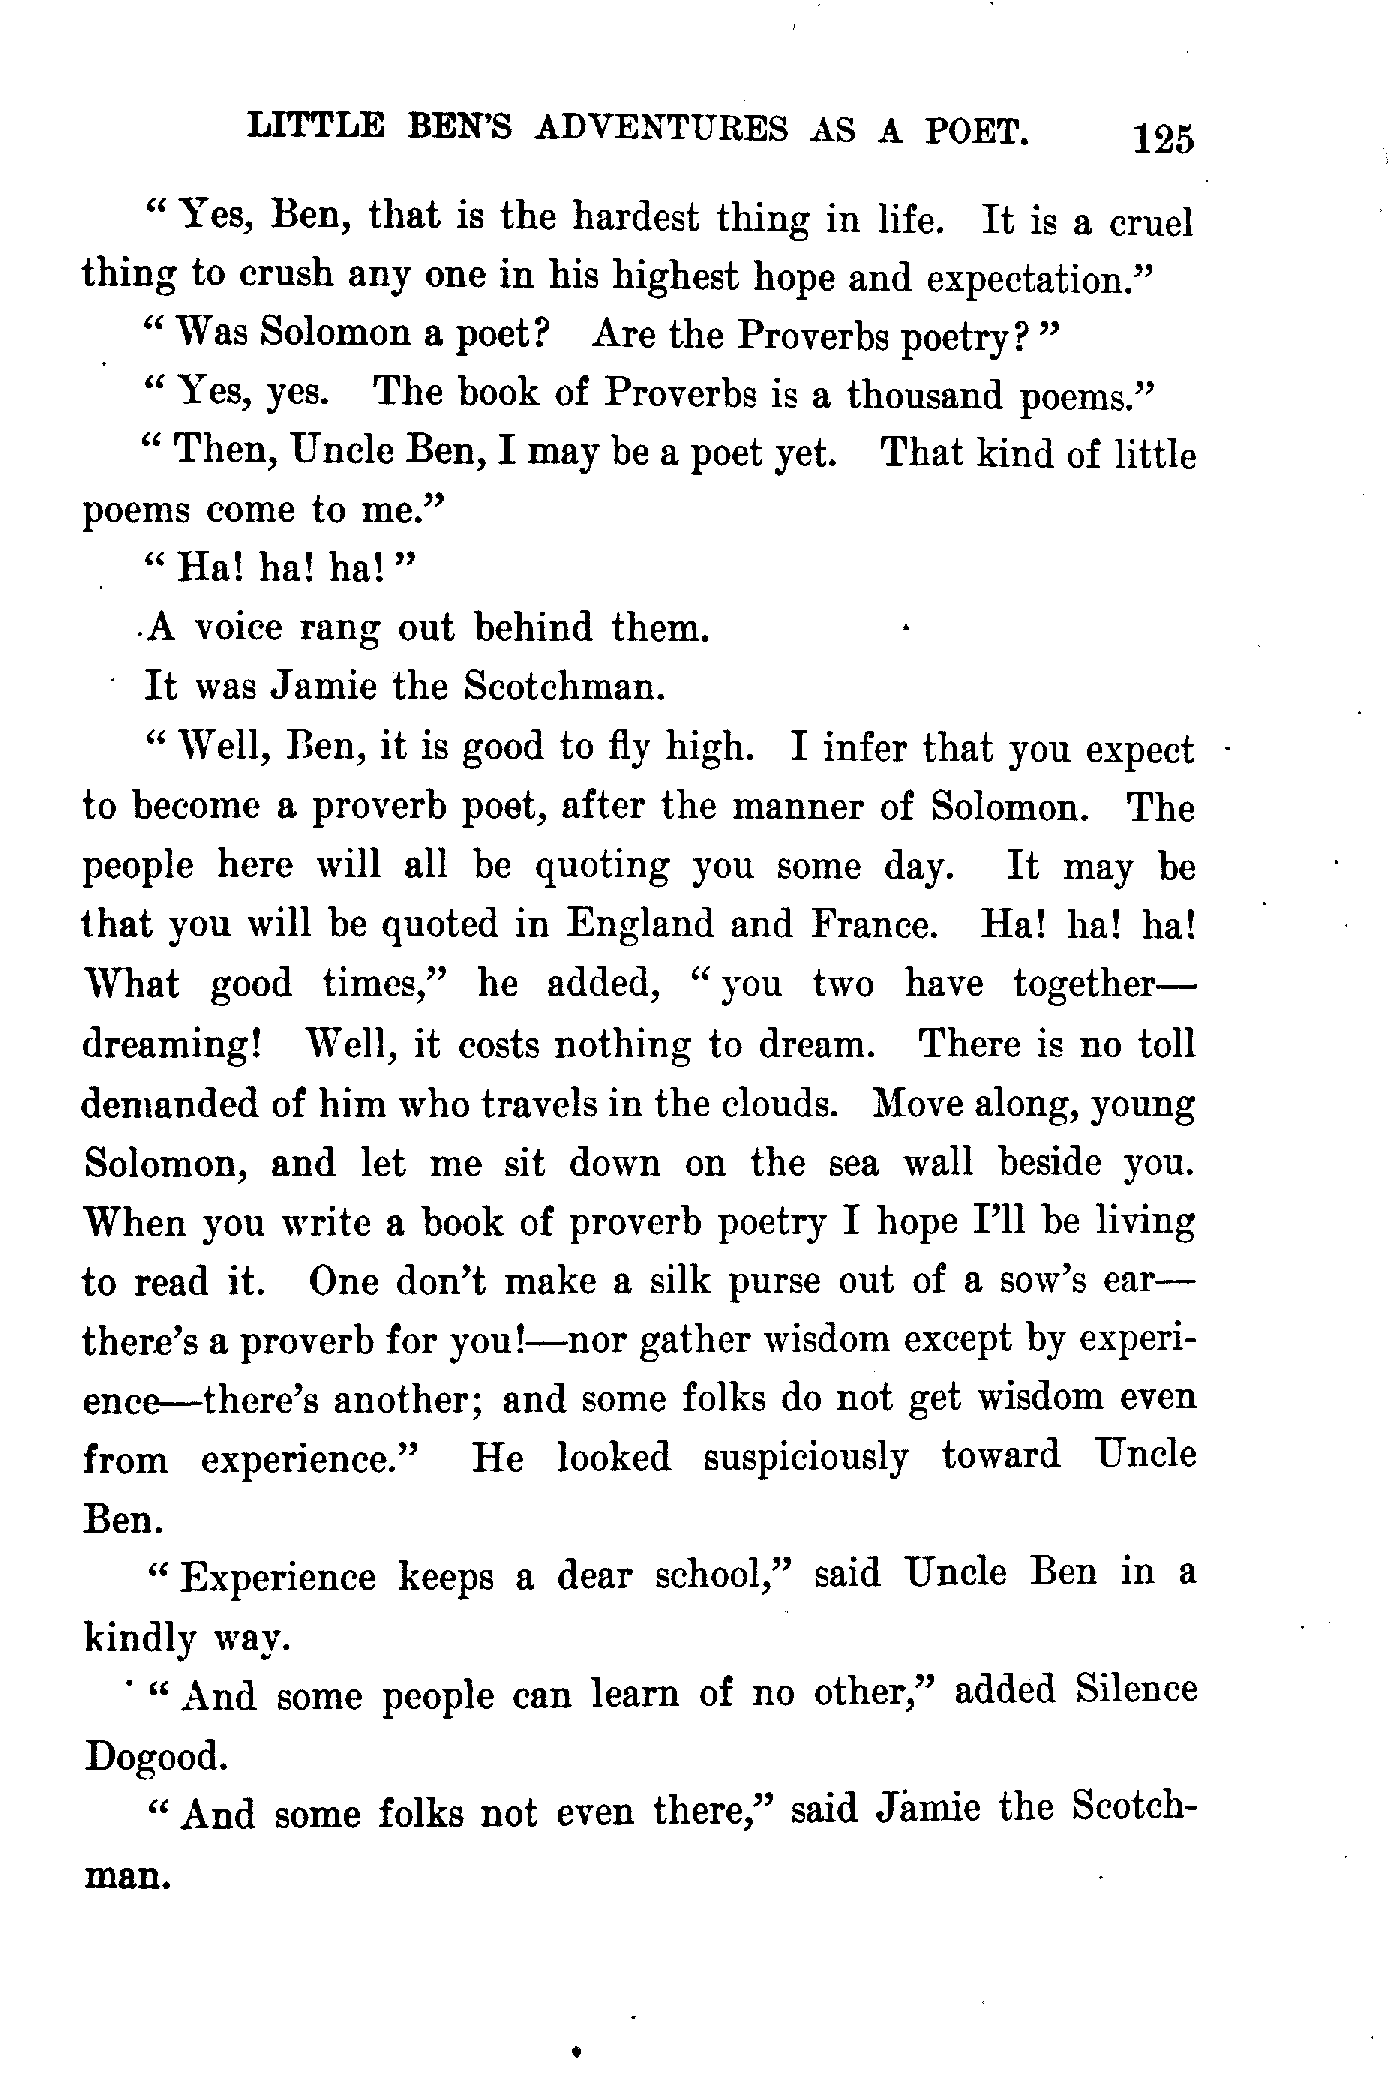 LITTLE BEN'S ADVENTURES AS A POET. 125
“ Yes, Ben, that is the hardest thing in life. It is a cruel
thing to crush any one in his highest hope and expectation.”
“ Was Solomon a poet? Are the Proverbs poetry? ”
“ Yes, yes. The book of Proverbs is a thousand poems.”
“ Then, Uncle Ben, I may be a poet yet. That kind of little
poems come to me.”
“ Ha! ha! ha! ”
A voice rang out behind them.
It was Jamie the Scotchman.
“ Well, Ben, it is good to fly high. I infer that you expect
to become a proverb poet, after the manner of Solomon. The
people here will all be quoting you some day. It may be
that you will be quoted in England and France. Ha! ha! ha!
What good times,” he added, “ you two have together—
dreaming! Well, it costs nothing to dream. There is no toll
demanded of him who travels in the clouds. Move along, young
Solomon, and let me sit down on the sea wall beside you.
When you write a book of proverb poetry I hope I'll be living
to read it. One don't make a silk purse out of a sow's ear—
there's a proverb for you!—nor gather wisdom except by experi-
ence—there's another; and some folks do not get wisdom even
from experience.” He looked suspiciously toward Uncle
Ben.
“ Experience keeps a dear school,” said Uncle Ben in a
kindly way.
“ And some people can learn of no other,” added Silence
Dogood.
“ And some folks not even there,” said Jamie the Scotch-
man.